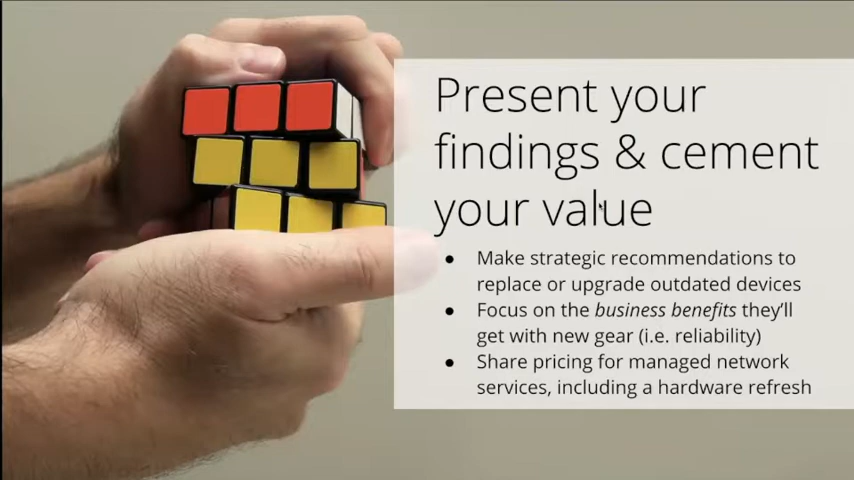 Present your
findings & cement
your value
● Make strategic recommendations to
replace or upgrade outdated devices
● Focus on the business benefits they'll
get with new gear (i.e. reliability)
● Share pricing for managed network
services, including a hardware refresh